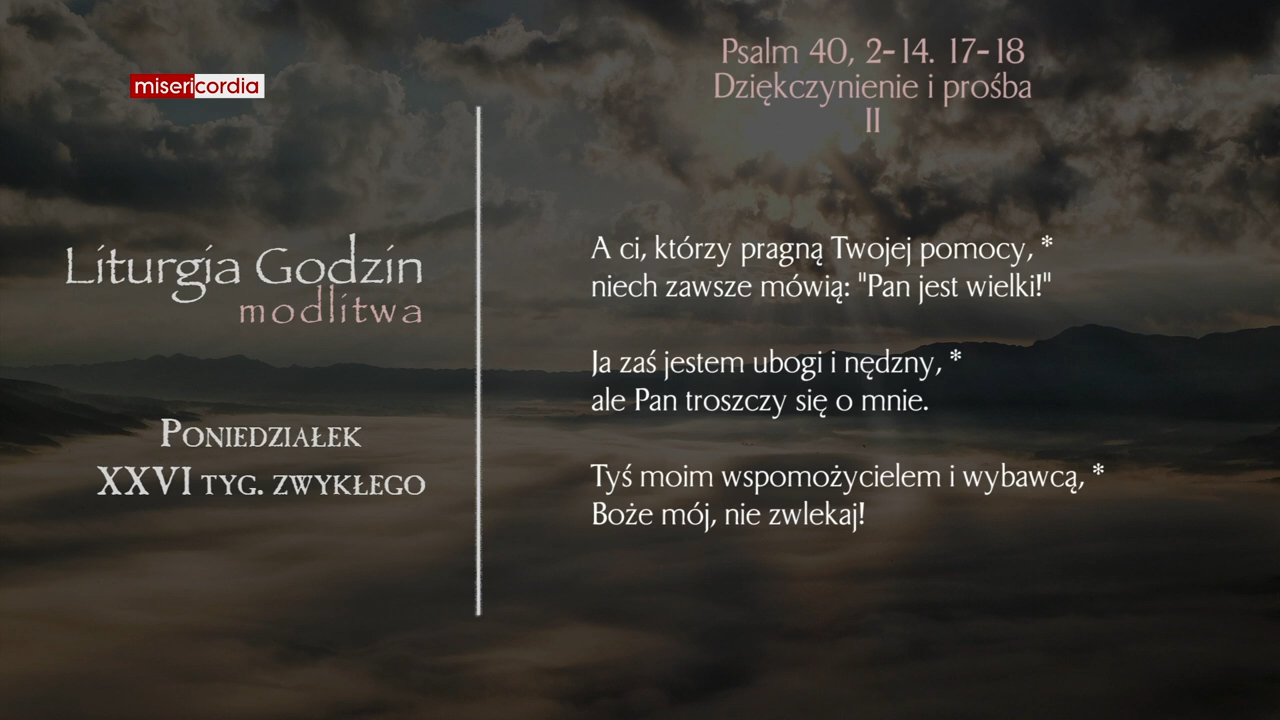 misericordia
Liturgia Godzin
modlitwa
Poniedziałek
XXVI tyg. zwykłego
Psalm 40, 2-14. 17-18
Dziękczynienie i prośba
II
A ci, którzy pragną Twojej pomocy, *
niech zawsze mówią: "Pan jest wielki!"
Ja zaś jestem ubogi i nędzny, *
ale Pan troszczy się o mnie.
Tyś moim wspomożycielem i wybawcą, *
Boże mój, nie zwlekaj!